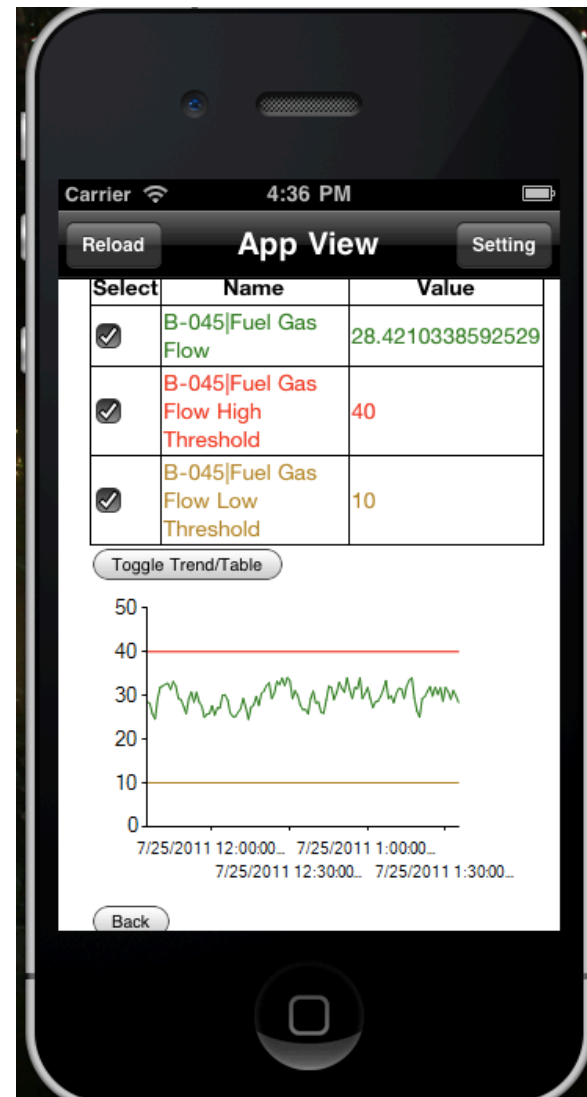 Carrier 4:36 PM
Reload App View Setting
Select Name Value
B-045|Fuel Gas
Flow
28.4210338592529
B-045|Fuel Gas
Flow High
Threshold
40
B-045|Fuel Gas
Flow Low
Threshold
10
Toggle Trend/Table
50
40
30
20
10
0
7/25/2011 12:00:00... 7/25/2011 1:00:00...
7/25/2011 12:30:00... 7/25/2011 1:30:00...
Back